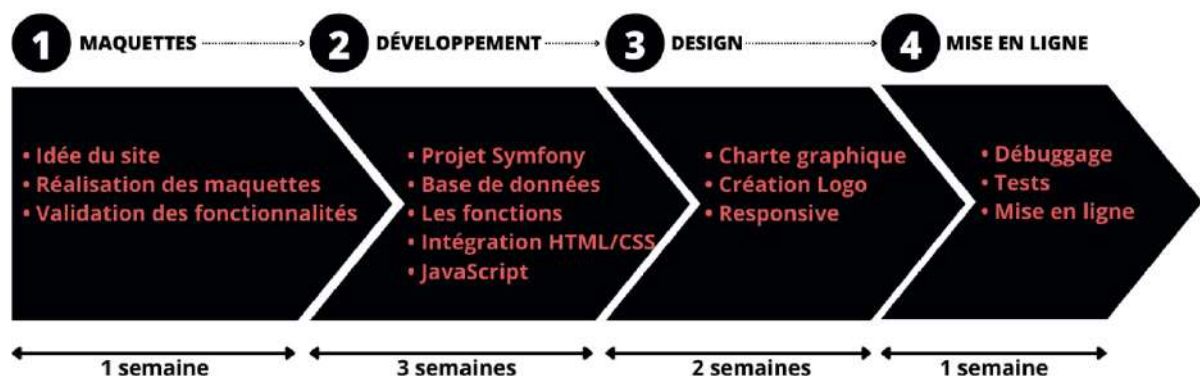 1 MAQUETTES
• Idée du site
• Réalisation des maquettes
• Validation des fonctionnalités
1 semaine
2 DÉVELOPPEMENT
• Projet Symfony
• Base de données
• Les fonctions
• Intégration HTML/CSS
• JavaScript
3 semaines
3 DESIGN
• Charte graphique
• Création Logo
• Responsive
2 semaines
4 MISE EN LIGNE
• Débuggage
• Tests
• Mise en ligne
1 semaine